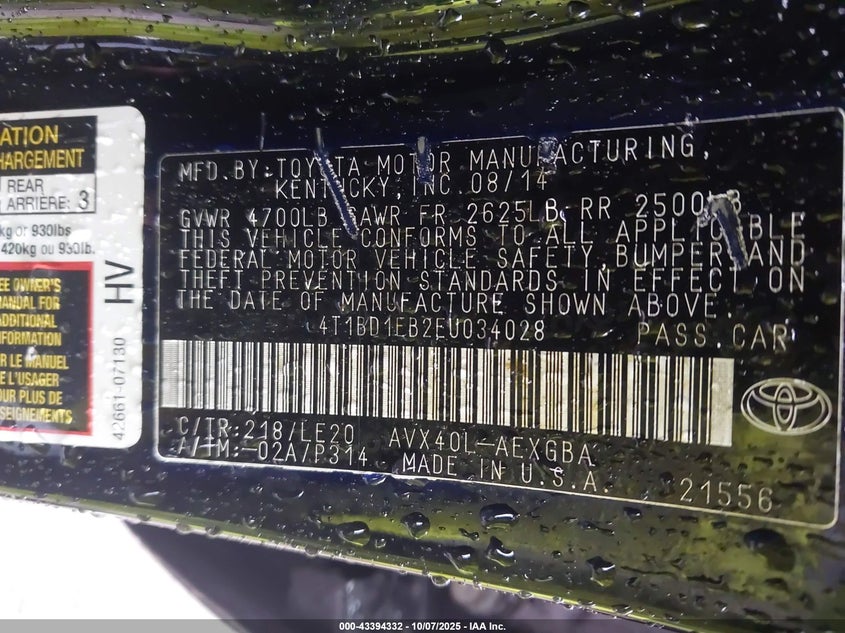 ATION
HARGEMENT
REAR
ARRIERE: 3
kg or 930lbs
420kg ou 930lb.
EE OWNER'S
MANUAL FOR
ADDITIONAL
NFORMATION
R LE MANUEL
E L'USAGER
OUR PLUS DE
SEIGNEMENTS
HV
42661-07130
MFD. BY: TOYOTA MOTOR MANUFACTURING,
KENTUCKY, INC. 08/14
GVWR 4700LB GAWR FR 2625LB RR 2500LB
THIS VEHICLE CONFORMS TO ALL APPLICABLE
FEDERAL MOTOR VEHICLE SAFETY, BUMPER, AND
THEFT PREVENTION STANDARDS IN EFFECT ON
THE DATE OF MANUFACTURE SHOWN ABOVE.
4T1BD1EB2EU034028 PASS. CAR
C/TR: 218/LE20 AVX40L-AEXGBA
A/TM: -02A/P314 MADE IN U.S.A.
21556
000-43394332 - 10/07/2025 - IAA Inc.